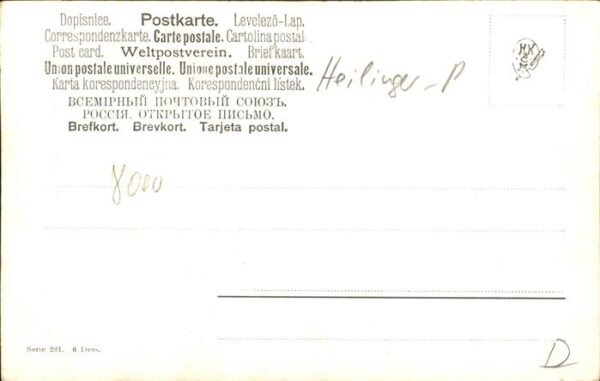 Dopisnice. Postkarte. Levelező-Lap.
Correspondenzkarte. Carte postale. Cartolina postale.
Post card. Weltpostverein. Briefkaart.
Union postale universelle. Unione postale universale.
Karta korespondencyjna. Korespondenční lístek.
ВСЕМІРНЫЙ ПОЧТОВЫЙ СОЮЗЪ.
РОССІЯ. ОТКРЫТОЕ ПИСЬМО.
Brefkort. Brevkort. Tarjeta postal.
Heilinger - P
8000
Serie 261. 6 Dess.
D